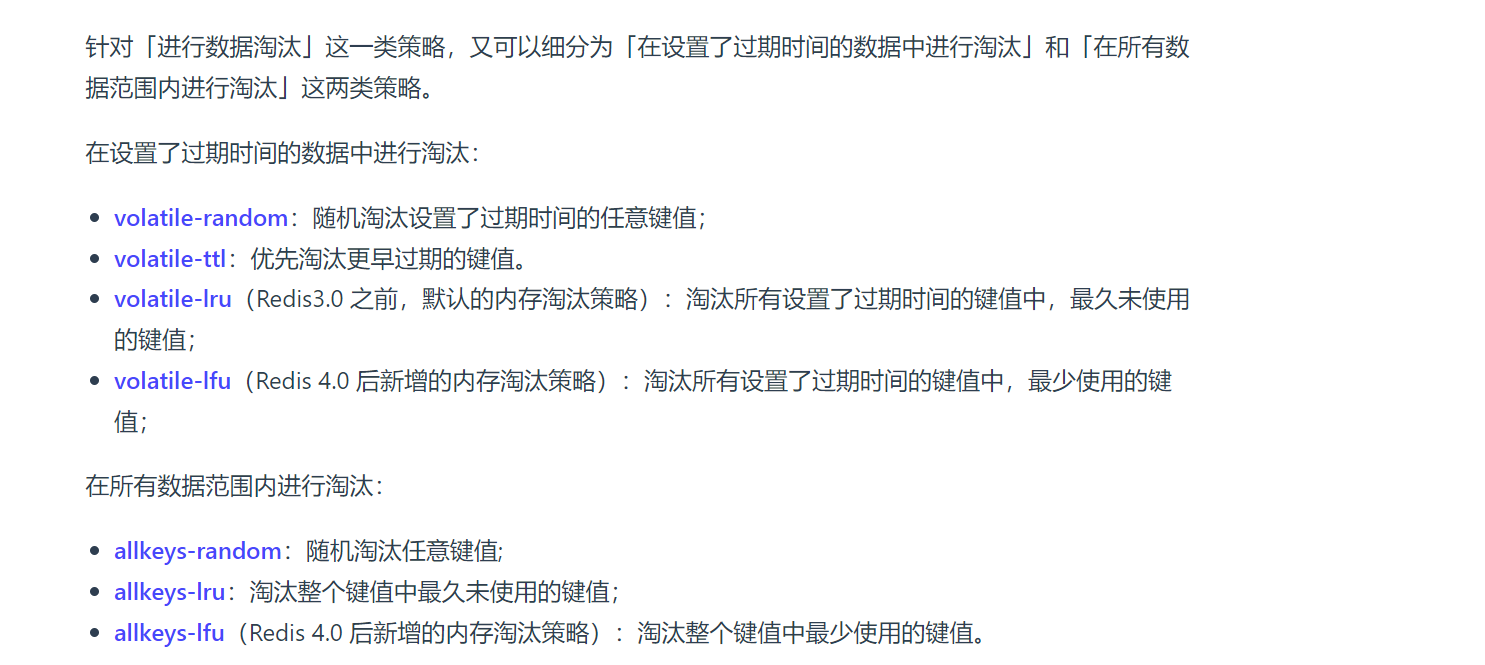 针对「进行数据淘汰」这一类策略，又可以细分为「在设置了过期时间的数据中进行淘汰」和「在所有数
据范围内进行淘汰」这两类策略。
在设置了过期时间的数据中进行淘汰：
volatile-random：随机淘汰设置了过期时间的任意键值；
volatile-ttl：优先淘汰更早过期的键值。
volatile-lru（Redis3.0 之前，默认的内存淘汰策略）：淘汰所有设置了过期时间的键值中，最久未使用
的键值；
volatile-lfu（Redis 4.0 后新增的内存淘汰策略）：淘汰所有设置了过期时间的键值中，最少使用的键
值；
在所有数据范围内进行淘汰：
allkeys-random：随机淘汰任意键值;
allkeys-lru：淘汰整个键值中最久未使用的键值；
allkeys-lfu（Redis 4.0 后新增的内存淘汰策略）：淘汰整个键值中最少使用的键值。